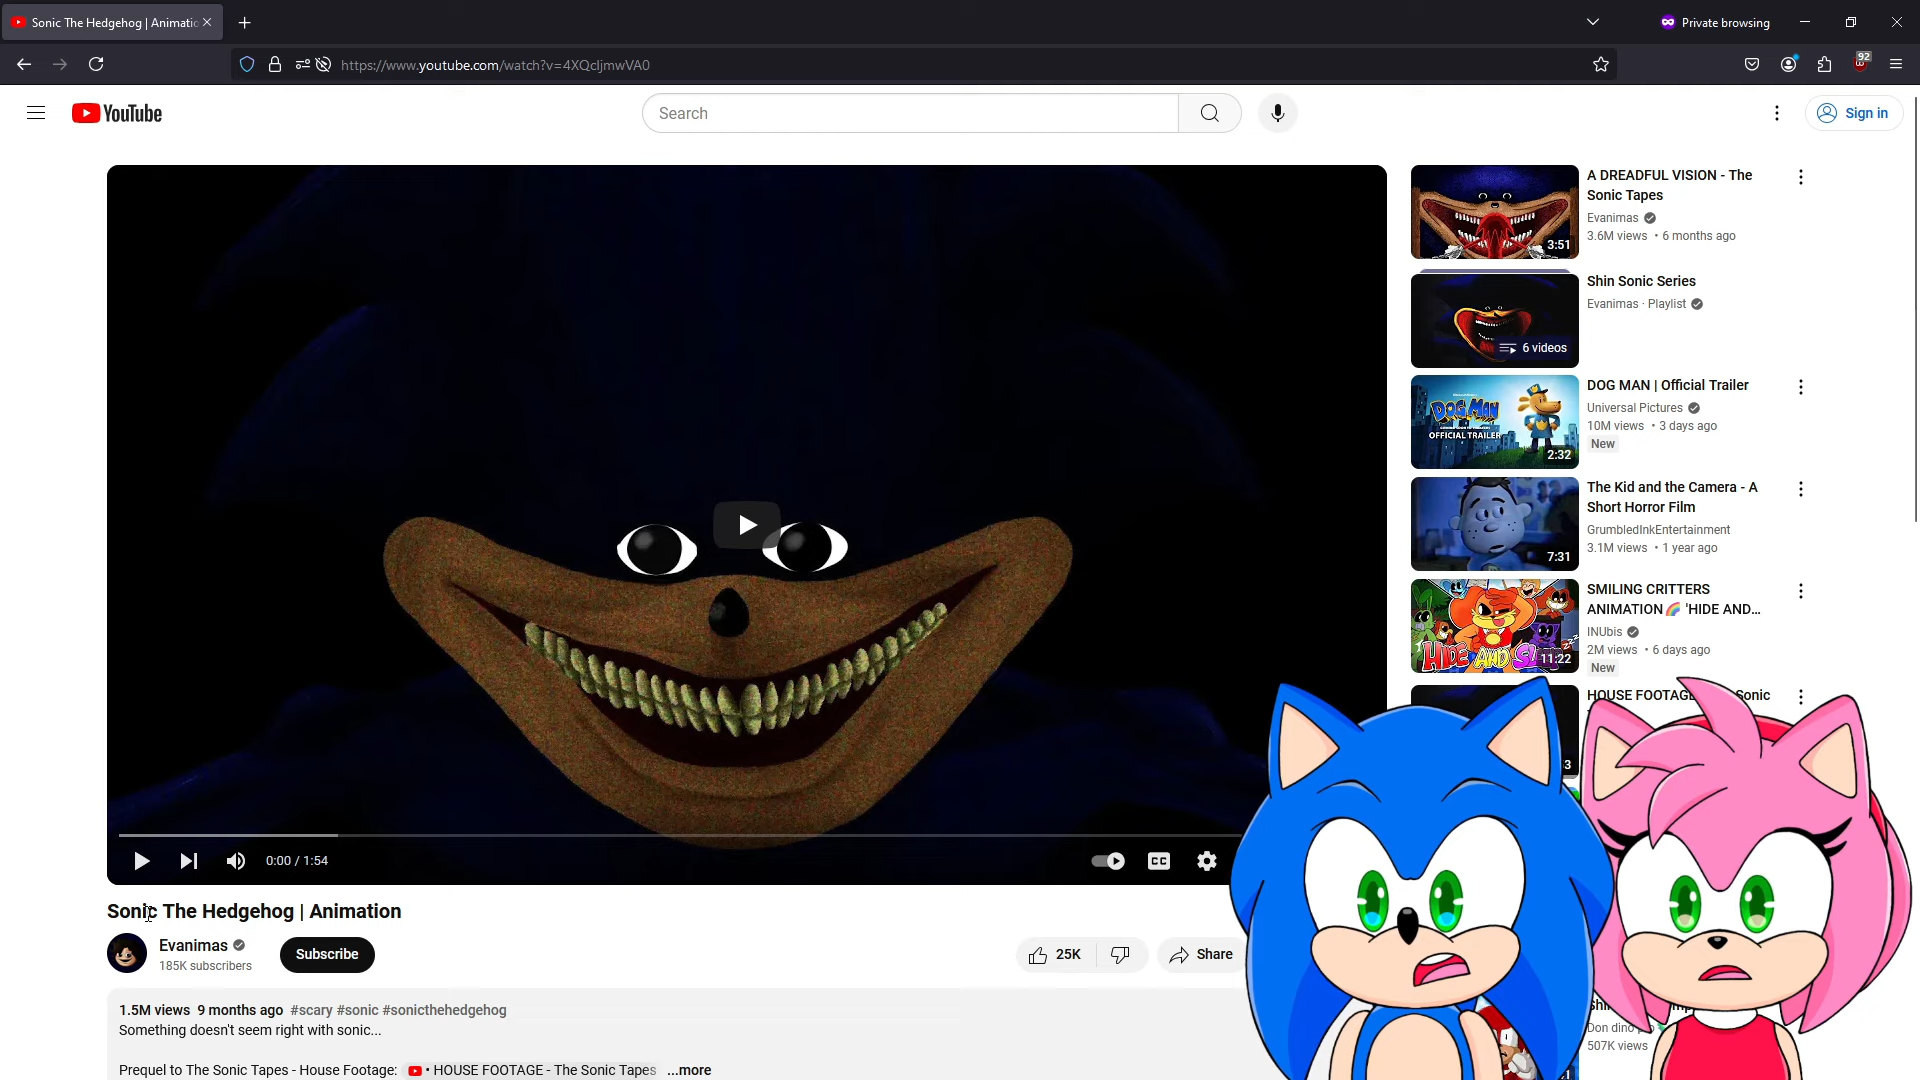 Sonic The Hedgehog | Animatio
Private browsing
https://www.youtube.com/watch?v=4XQcljmwVA0
92
YouTube
Search
Sign in
A DREADFUL VISION - The
Sonic Tapes
Evanimas
3.6M views • 6 months ago
3:51
Shin Sonic Series
Evanimas · Playlist
6 videos
DOG MAN | Official Trailer
Universal Pictures
10M views • 3 days ago
New
DOG MAN
OFFICIAL TRAILER
2:32
The Kid and the Camera - A
Short Horror Film
GrumbledInkEntertainment
3.1M views • 1 year ago
7:31
SMILING CRITTERS
ANIMATION🌈 'HIDE AND...
INUbis
2M views • 6 days ago
New
HIDE AND
11:22
HOUSE FOOTAGE
Sonic
3
0:00 / 1:54
CC
Sonic The Hedgehog | Animation
Evanimas
185K subscribers
Subscribe
25K
Share
1.5M views 9 months ago #scary #sonic #sonicthehedgehog
Something doesn't seem right with sonic...
Prequel to The Sonic Tapes - House Footage: • HOUSE FOOTAGE - The Sonic Tapes ...more
Don dino
507K views